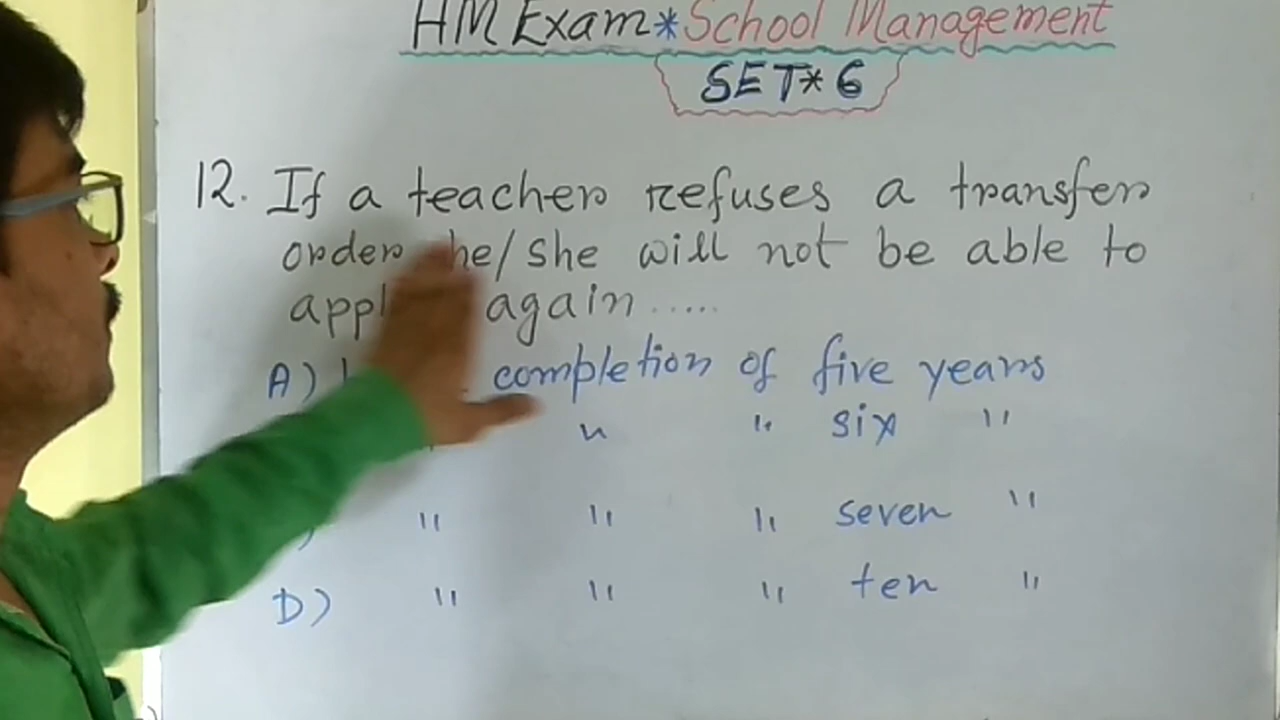 HM Exam * School Management
SET * 6
12. If a teacher refuses a transfer
order he/she will not be able to
again .....
A) completion of five years
" " six "
" " " seven "
D) " " " ten "